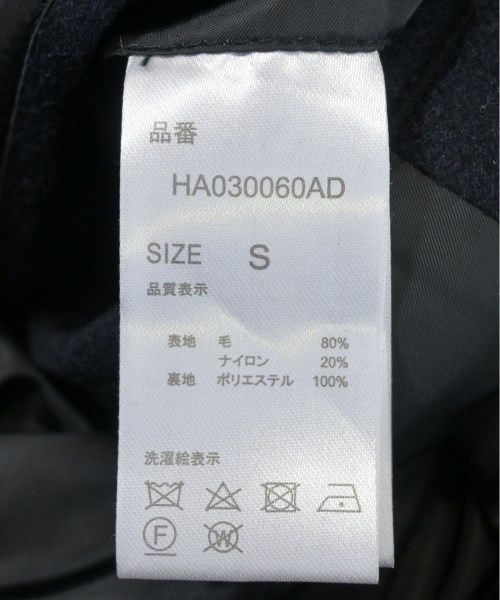 品番
HA030060AD
SIZE S
品質表示
表地 毛 80%
ナイロン 20%
裏地 ポリエステル 100%
洗濯絵表示
F
W